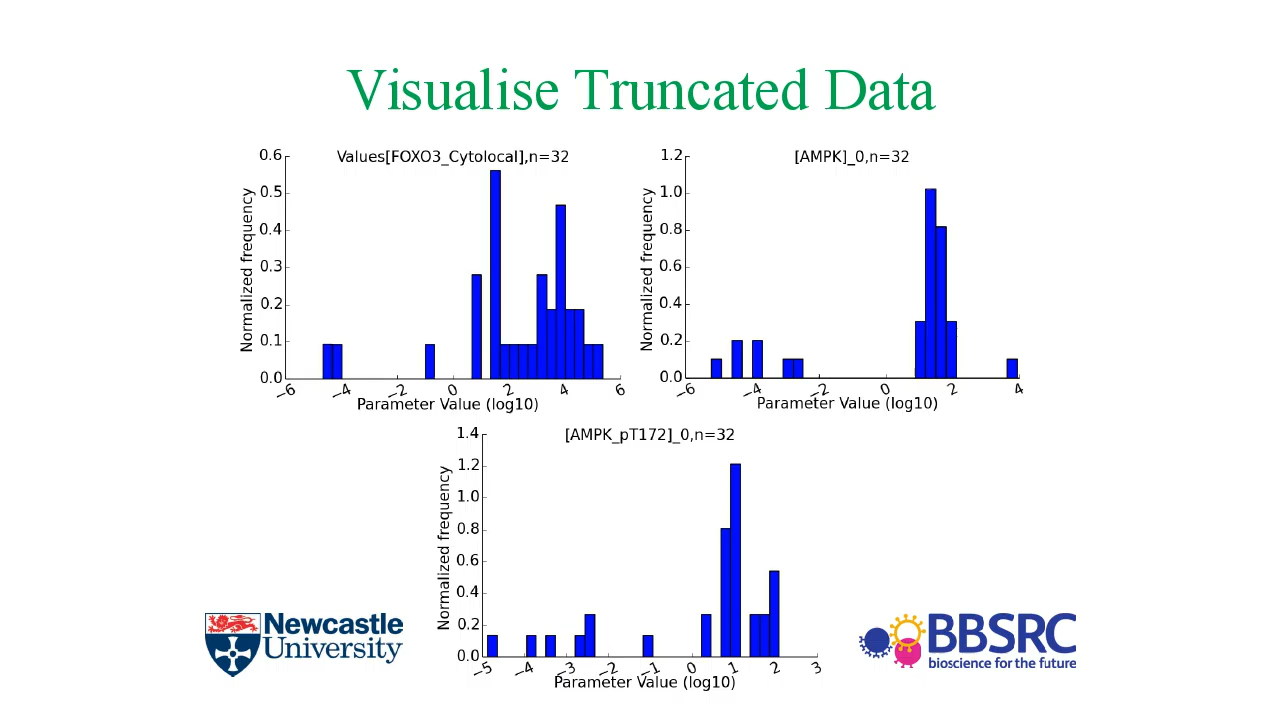 Visualise Truncated Data
Values[FOXO3_Cytolocal],n=32
Normalized frequency
0.6
0.5
0.4
0.3
0.2
0.1
0.0
−6 −4 −2 0 2 4 6
Parameter Value (log10)
[AMPK]_0,n=32
Normalized frequency
1.2
1.0
0.8
0.6
0.4
0.2
0.0
−6 −4 −2 0 2 4
Parameter Value (log10)
[AMPK_pT172]_0,n=32
Normalized frequency
1.4
1.2
1.0
0.8
0.6
0.4
0.2
0.0
−5 −4 −3 −2 −1 0 1 2 3
Parameter Value (log10)
Newcastle
University
BBSRC
bioscience for the future